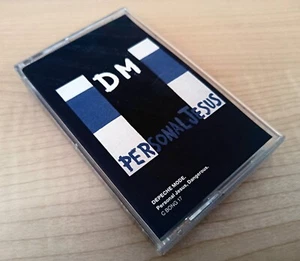 DM
PERSONAL JESUS
DEPECHE MODE.
Personal Jesus. Dangerous.
C BONG 17